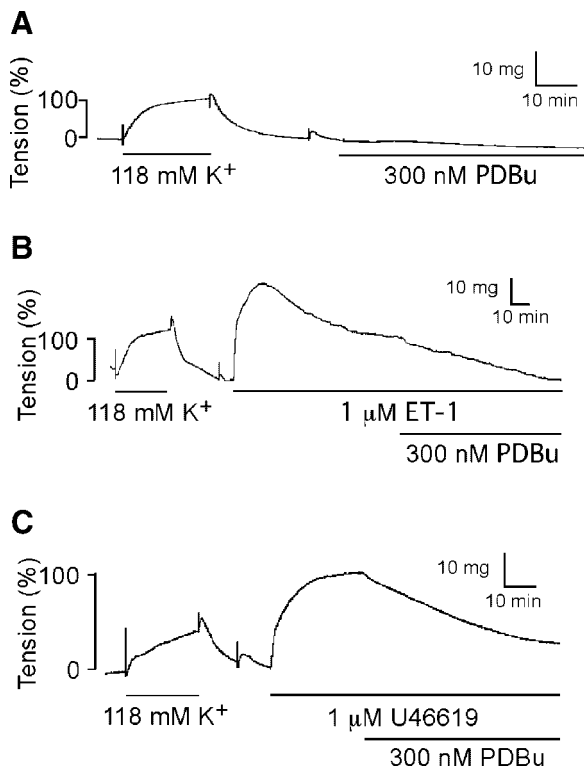 A
Tension (%)
100
0
10 mg
10 min
118 mM K+
300 nM PDBu
B
Tension (%)
100
0
10 mg
10 min
118 mM K+
1 μM ET-1
300 nM PDBu
C
Tension (%)
100
0
10 mg
10 min
118 mM K+
1 μM U46619
300 nM PDBu